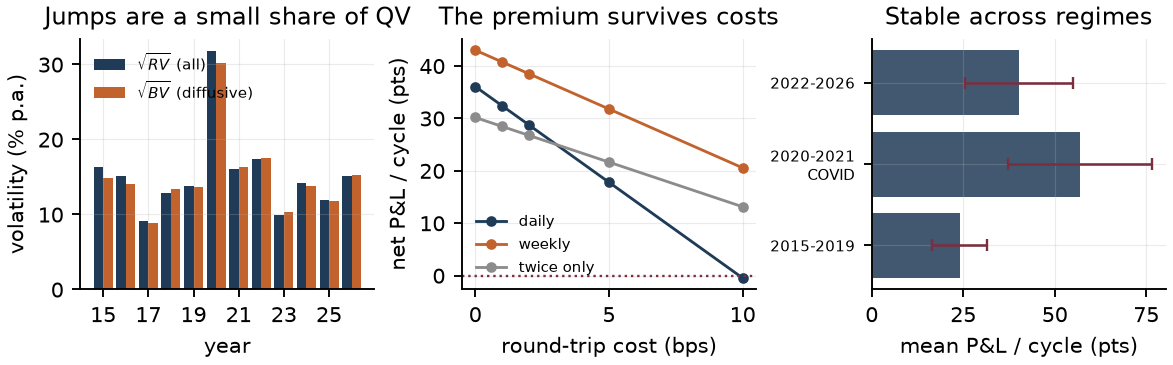 Jumps are a small share of QV
volatility (% p.a.)
30
20
10
0
√RV (all)
√BV (diffusive)
15 17 19 21 23 25
year
The premium survives costs
net P&L / cycle (pts)
40
30
20
10
0
daily
weekly
twice only
0 5 10
round-trip cost (bps)
Stable across regimes
2022-2026
2020-2021
COVID
2015-2019
0 25 50 75
mean P&L / cycle (pts)